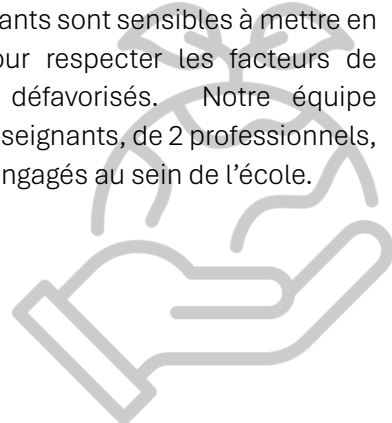 ants sont sensibles à mettre en
our respecter les facteurs de
défavorisés. Notre équipe
seignants, de 2 professionnels,
ngagés au sein de l'école.